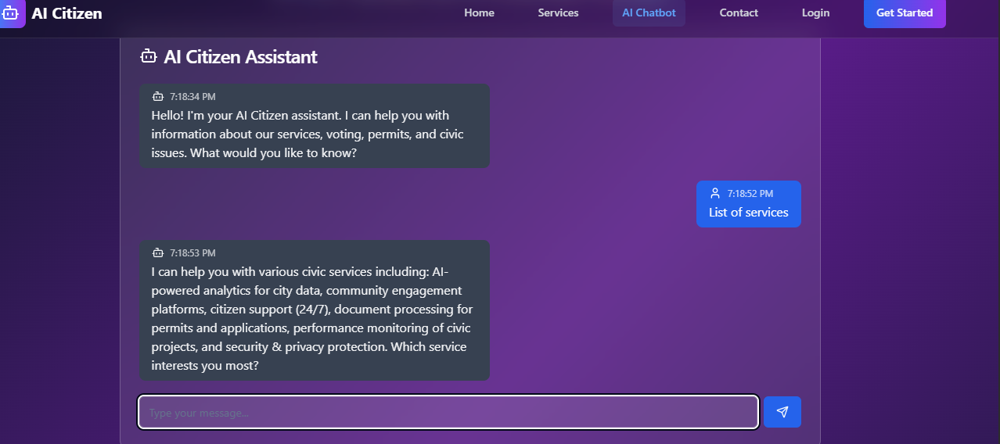 AI Citizen
Home Services AI Chatbot Contact Login Get Started
AI Citizen Assistant
7:18:34 PM
Hello! I'm your AI Citizen assistant. I can help you with
information about our services, voting, permits, and civic
issues. What would you like to know?
7:18:52 PM
List of services
7:18:53 PM
I can help you with various civic services including: AI-
powered analytics for city data, community engagement
platforms, citizen support (24/7), document processing for
permits and applications, performance monitoring of civic
projects, and security & privacy protection. Which service
interests you most?
Type your message...